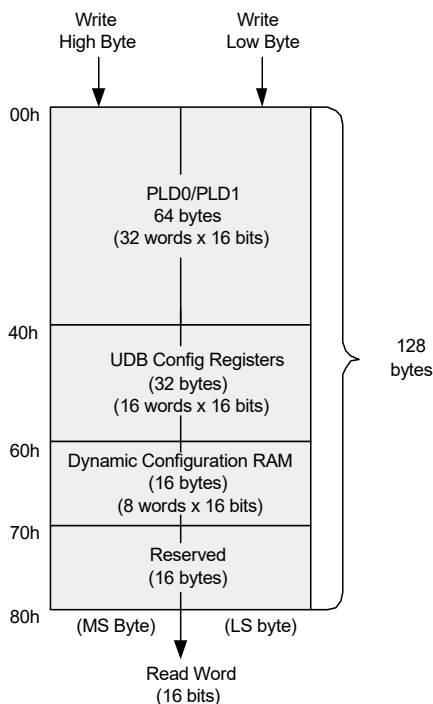 Write
High Byte
Write
Low Byte
00h
PLD0/PLD1
64 bytes
(32 words x 16 bits)
40h
UDB Config Registers
(32 bytes)
(16 words x 16 bits)
128
bytes
60h
Dynamic Configuration RAM
(16 bytes)
(8 words x 16 bits)
70h
Reserved
(16 bytes)
80h
(MS Byte)
(LS byte)
Read Word
(16 bits)